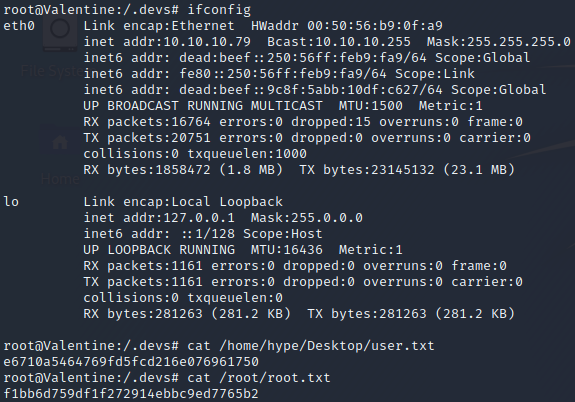 root@Valentine:/.devs# ifconfig
eth0      Link encap:Ethernet  HWaddr 00:50:56:b9:0f:a9
          inet addr:10.10.10.79  Bcast:10.10.10.255  Mask:255.255.255.0
          inet6 addr: dead:beef::250:56ff:feb9:fa9/64 Scope:Global
          inet6 addr: fe80::250:56ff:feb9:fa9/64 Scope:Link
          inet6 addr: dead:beef::9c8f:5abb:10df:c627/64 Scope:Global
          UP BROADCAST RUNNING MULTICAST  MTU:1500  Metric:1
          RX packets:16764 errors:0 dropped:15 overruns:0 frame:0
          TX packets:20751 errors:0 dropped:0 overruns:0 carrier:0
          collisions:0 txqueuelen:1000
          RX bytes:1858472 (1.8 MB)  TX bytes:23145132 (23.1 MB)
lo        Link encap:Local Loopback
          inet addr:127.0.0.1  Mask:255.0.0.0
          inet6 addr: ::1/128 Scope:Host
          UP LOOPBACK RUNNING  MTU:16436  Metric:1
          RX packets:1161 errors:0 dropped:0 overruns:0 frame:0
          TX packets:1161 errors:0 dropped:0 overruns:0 carrier:0
          collisions:0 txqueuelen:0
          RX bytes:281263 (281.2 KB)  TX bytes:281263 (281.2 KB)
root@Valentine:/.devs# cat /home/hype/Desktop/user.txt
e6710a5464769fd5fcd216e076961750
root@Valentine:/.devs# cat /root/root.txt
f1bb6d759df1f272914ebbc9ed7765b2
File System
Home